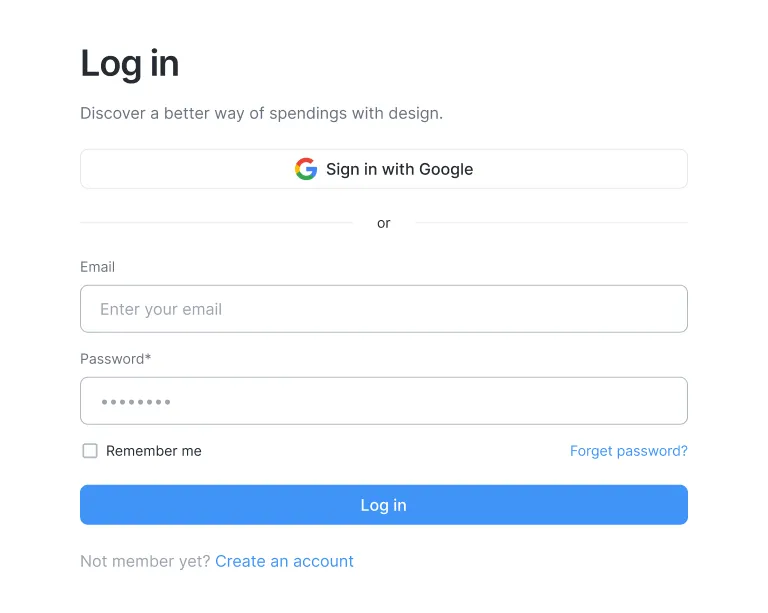 Log in
Discover a better way of spendings with design.
Sign in with Google
or
Email
Enter your email
Password*
••••••••
Remember me
Forget password?
Log in
Not member yet? Create an account